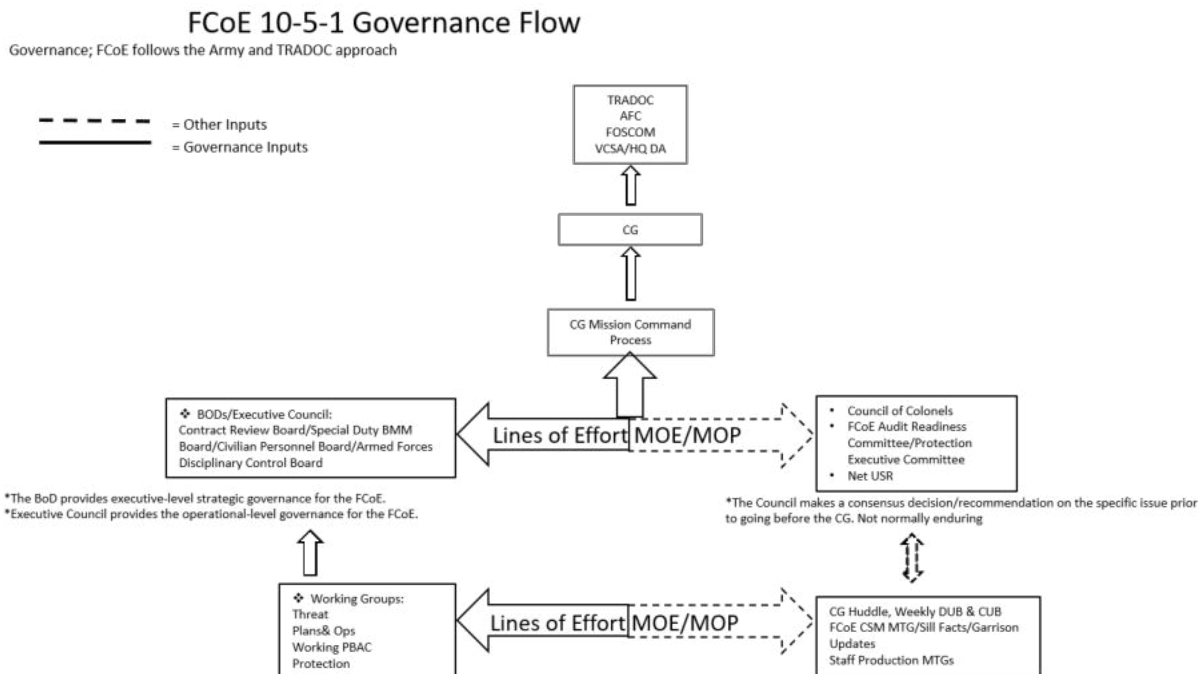 FCoE 10-5-1 Governance Flow
Governance; FCoE follows the Army and TRADOC approach
= Other Inputs
= Governance Inputs
TRADOC
AFC
FOSCOM
VCSA/HQ DA
CG
CG Mission Command
Process
❖ BODs/Executive Council:
Contract Review Board/Special Duty BMM
Board/Civilian Personnel Board/Armed Forces
Disciplinary Control Board
Lines of Effort MOE/MOP
• Council of Colonels
• FCoE Audit Readiness
Committee/Protection
Executive Committee
• Net USR
*The BoD provides executive-level strategic governance for the FCoE.
*Executive Council provides the operational-level governance for the FCoE.
*The Council makes a consensus decision/recommendation on the specific issue prior
to going before the CG. Not normally enduring
❖ Working Groups:
Threat
Plans& Ops
Working PBAC
Protection
Lines of Effort MOE/MOP
CG Huddle, Weekly DUB & CUB
FCoE CSM MTG/Sill Facts/Garrison
Updates
Staff Production MTGs